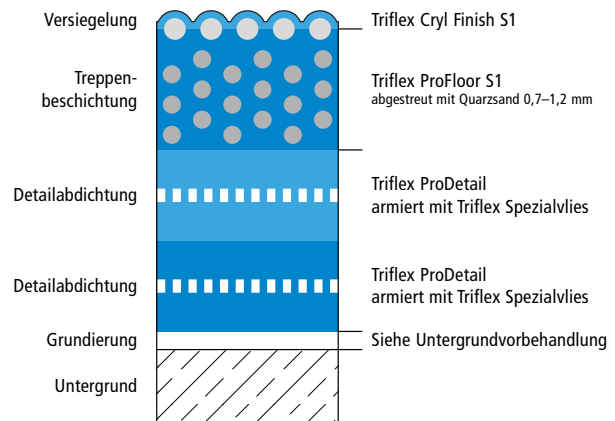 Versiegelung
Triflex Cryl Finish S1
Treppen-
beschichtung
Triflex ProFloor S1
abgestreut mit Quarzsand 0,7–1,2 mm
Detailabdichtung
Triflex ProDetail
armiert mit Triflex Spezialvlies
Detailabdichtung
Triflex ProDetail
armiert mit Triflex Spezialvlies
Grundierung
Siehe Untergrundvorbehandlung
Untergrund